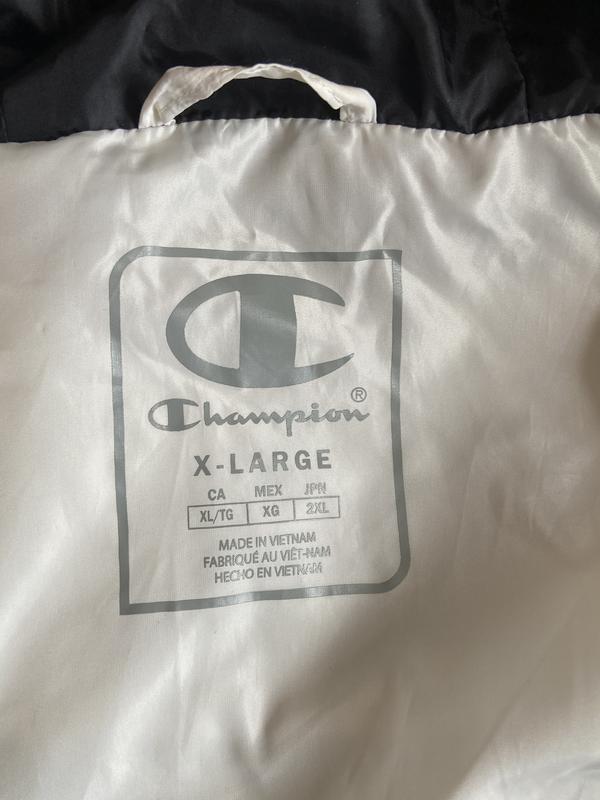 Champion®
X-LARGE
CA MEX JPN
XL/TG XG 2XL
MADE IN VIETNAM
FABRIQUÉ AU VIÊT-NAM
HECHO EN VIETNAM